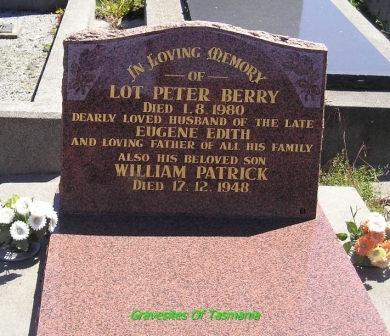 In Loving Memory
OF
LOT PETER BERRY
DIED 1.8.1980
DEARLY LOVED HUSBAND OF THE LATE
EUGENE EDITH
AND LOVING FATHER OF ALL HIS FAMILY
ALSO HIS BELOVED SON
WILLIAM PATRICK
DIED 17.12.1948
Gravesites Of Tasmania